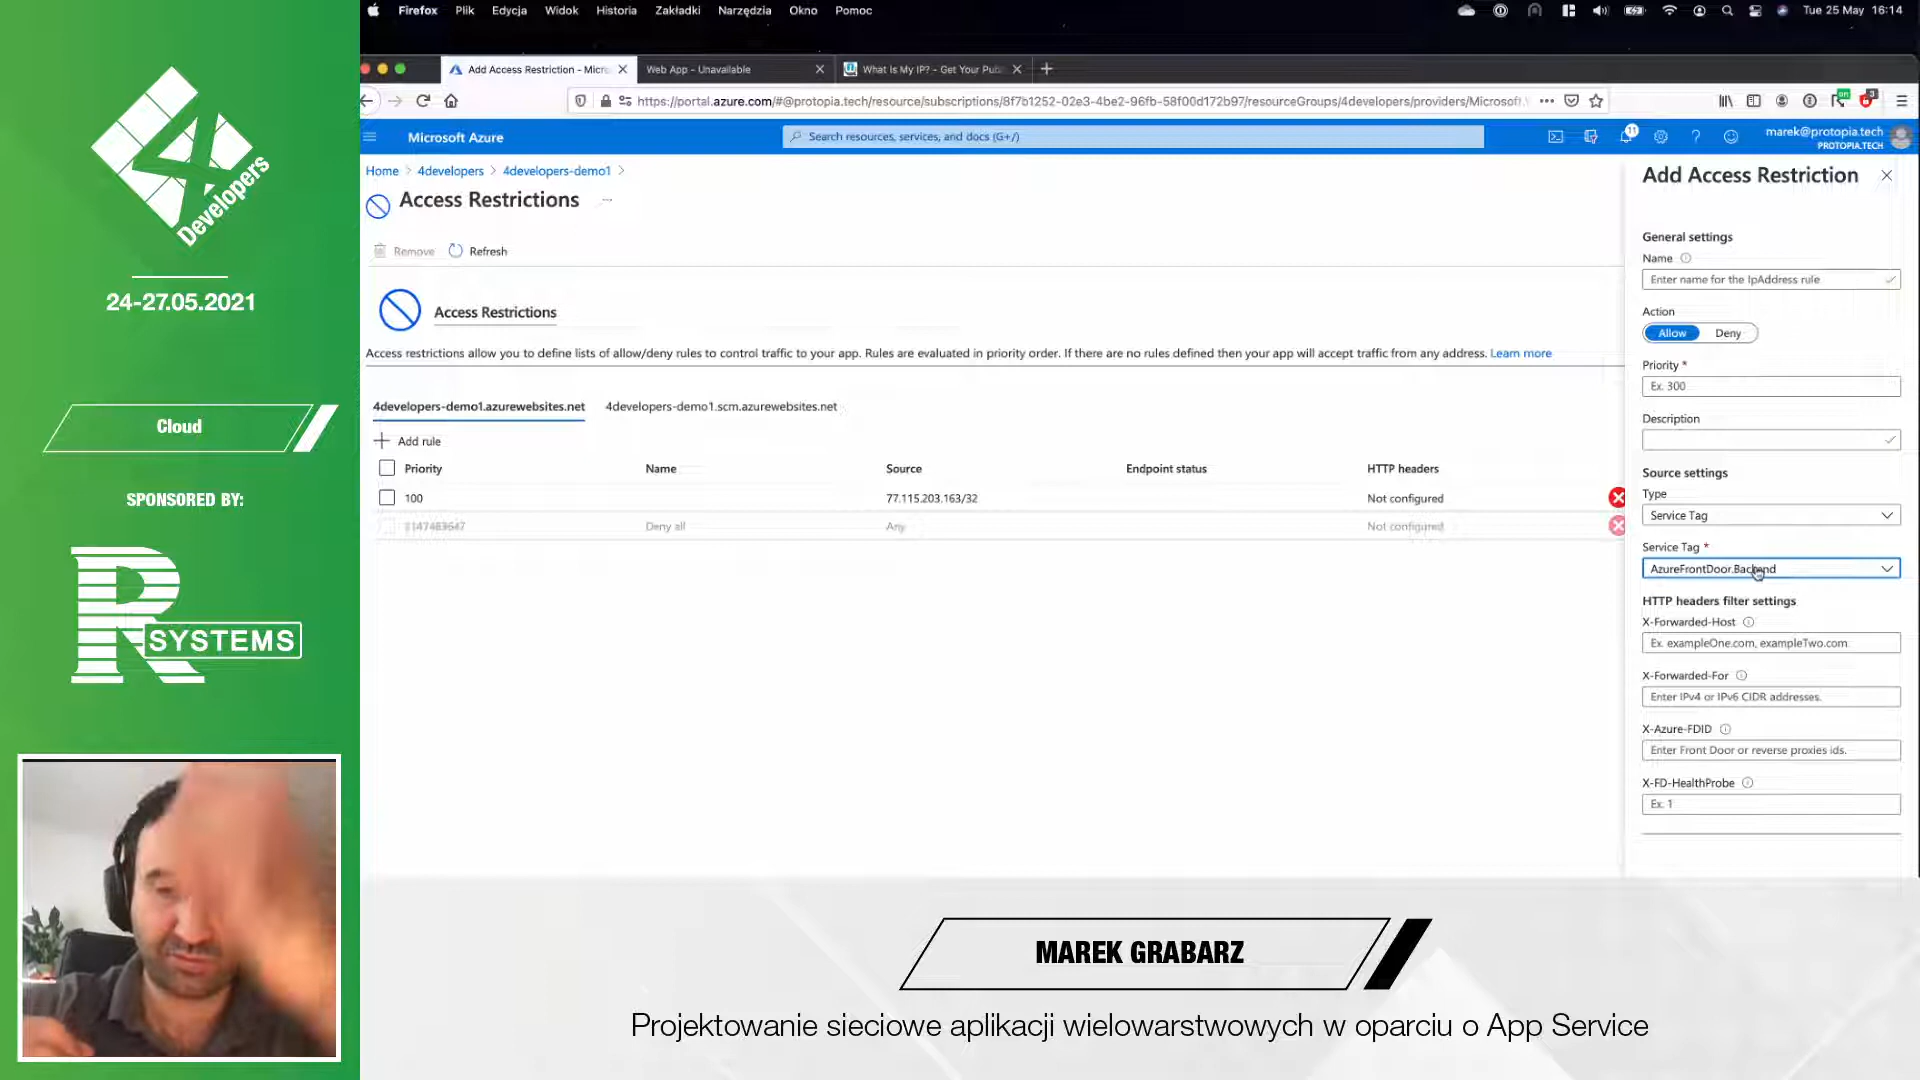 4
Developers
24-27.05.2021
Cloud
SPONSORED BY:
R SYSTEMS
Firefox Plik Edycja Widok Historia Zakładki Narzędzia Okno Pomoc
Tue 25 May 16:14
Add Access Restriction - Micr
Web App - Unavailable
What Is My IP? - Get Your Pub
https://portal.azure.com/#@protopia.tech/resource/subscriptions/8f7b1252-02e3-4be2-96fb-58f00d172b97/resourceGroups/4developers/providers/Microsoft.
Microsoft Azure
Search resources, services, and docs (G+/)
11
marek@protopia.tech
PROTOPIA.TECH
Home > 4developers > 4developers-demo1 >
Access Restrictions
Remove Refresh
Access Restrictions
Access restrictions allow you to define lists of allow/deny rules to control traffic to your app. Rules are evaluated in priority order. If there are no rules defined then your app will accept traffic from any address. Learn more
4developers-demo1.azurewebsites.net 4developers-demo1.scm.azurewebsites.net
Add rule
Priority Name Source Endpoint status HTTP headers
100 77.115.203.163/32 Not configured
2147483647 Deny all Any Not configured
Add Access Restriction
General settings
Name
Enter name for the IpAddress rule
Action
Allow Deny
Priority *
Ex. 300
Description
Source settings
Type
Service Tag
Service Tag *
AzureFrontDoor.Backend
HTTP headers filter settings
X-Forwarded-Host
Ex. exampleOne.com, exampleTwo.com
X-Forwarded-For
Enter IPv4 or IPv6 CIDR addresses.
X-Azure-FDID
Enter Front Door or reverse proxies ids.
X-FD-HealthProbe
Ex. 1
MAREK GRABARZ
Projektowanie sieciowe aplikacji wielowarstwowych w oparciu o App Service